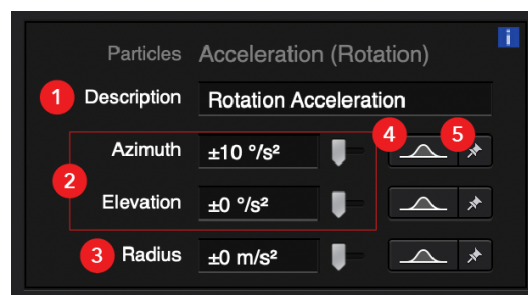 i
Particles Acceleration (Rotation)
1 Description Rotation Acceleration
4 5
Azimuth ±10 °/s²
2
Elevation ±0 °/s²
3 Radius ±0 m/s²